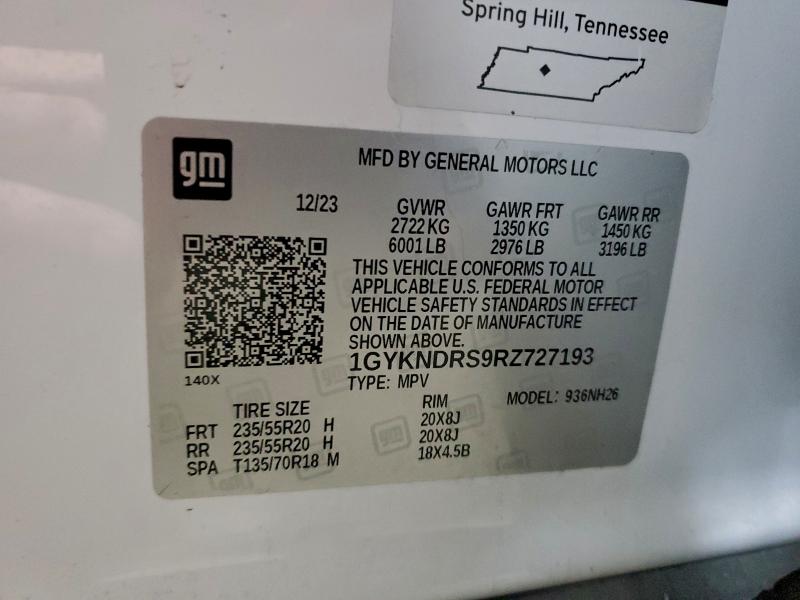 Spring Hill, Tennessee
gm
MFD BY GENERAL MOTORS LLC
12/23
GVWR GAWR FRT GAWR RR
2722 KG 1350 KG 1450 KG
6001 LB 2976 LB 3196 LB
THIS VEHICLE CONFORMS TO ALL
APPLICABLE U.S. FEDERAL MOTOR
VEHICLE SAFETY STANDARDS IN EFFECT
ON THE DATE OF MANUFACTURE
SHOWN ABOVE.
1GYKNDRS9RZ727193
140X
TYPE: MPV
MODEL: 936NH26
TIRE SIZE RIM
FRT 235/55R20 H 20X8J
RR 235/55R20 H 20X8J
SPA T135/70R18 M 18X4.5B